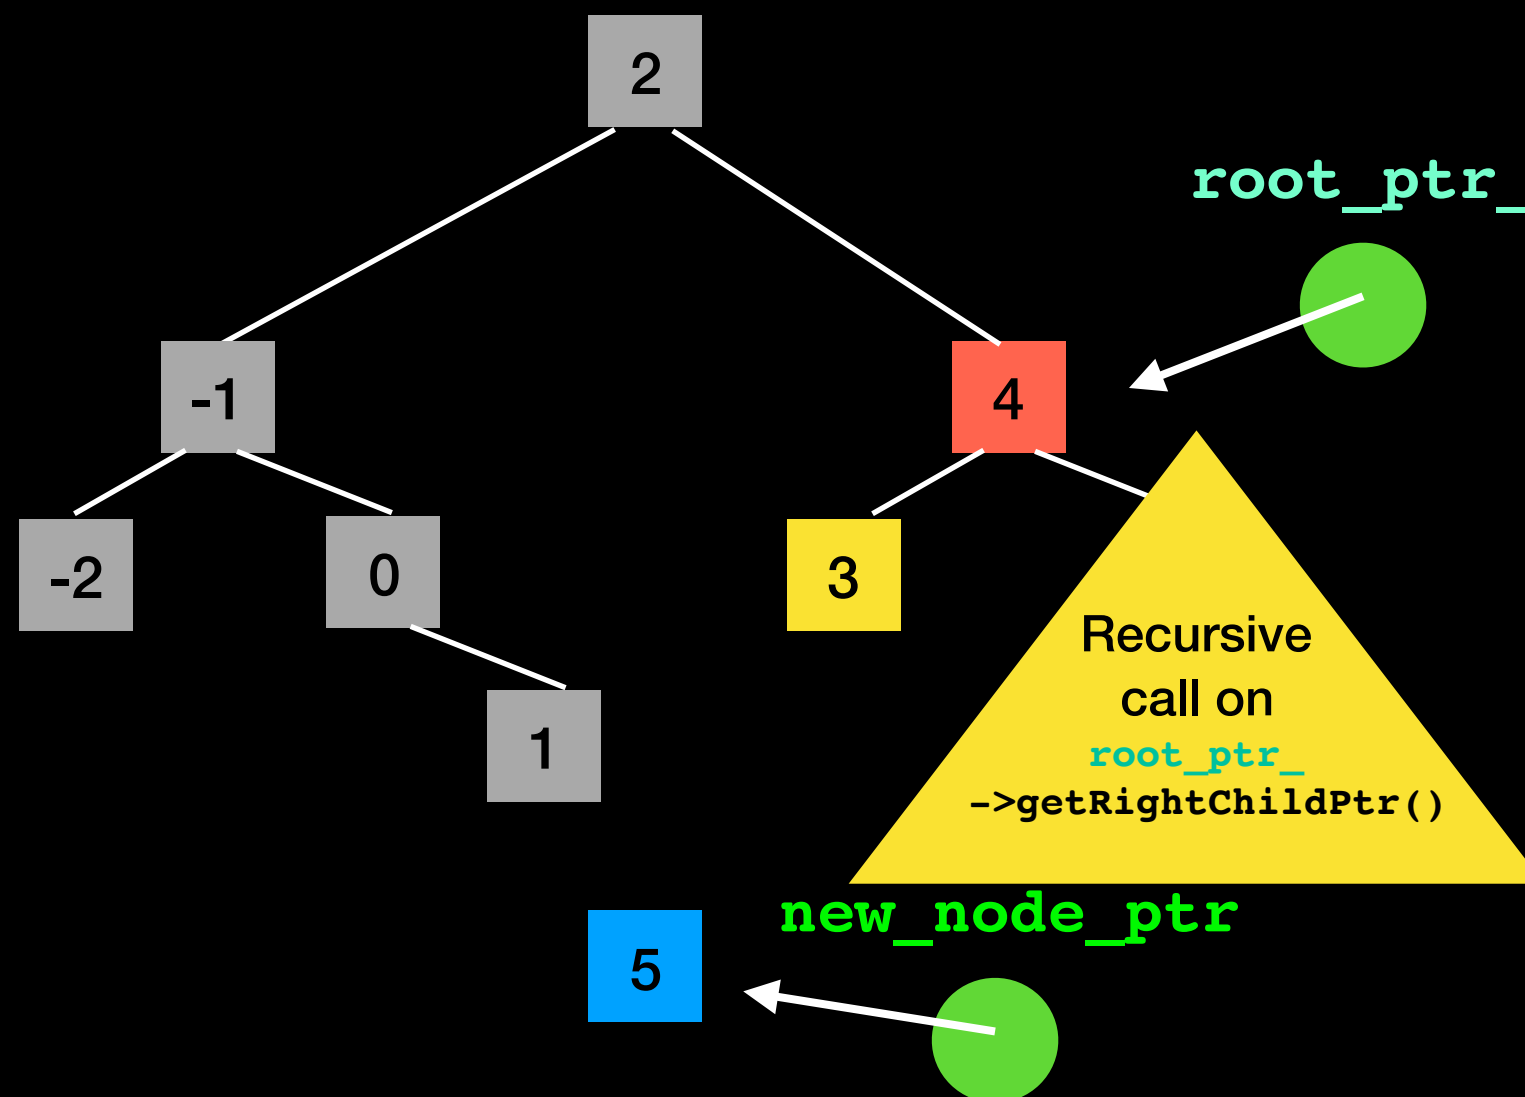 2
root_ptr_
-1
4
-2
0
3
Recursive
call on
root_ptr_
->getRightChildPtr()
1
new_node_ptr
5